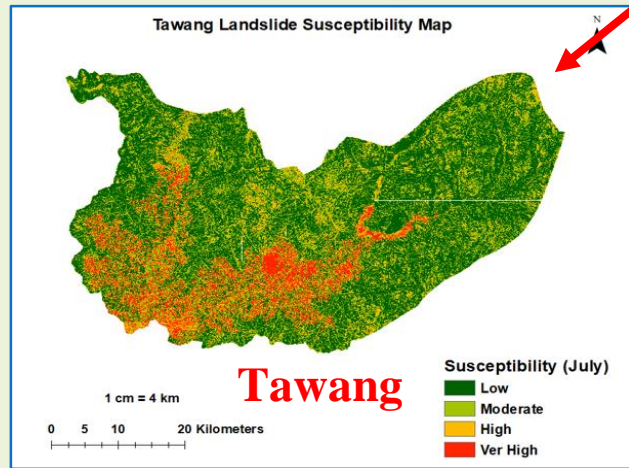 Tawang Landslide Susceptibility Map
N
Tawang
1 cm = 4 km
0 5 10 20 Kilometers
Susceptibility (July)
Low
Moderate
High
Ver High